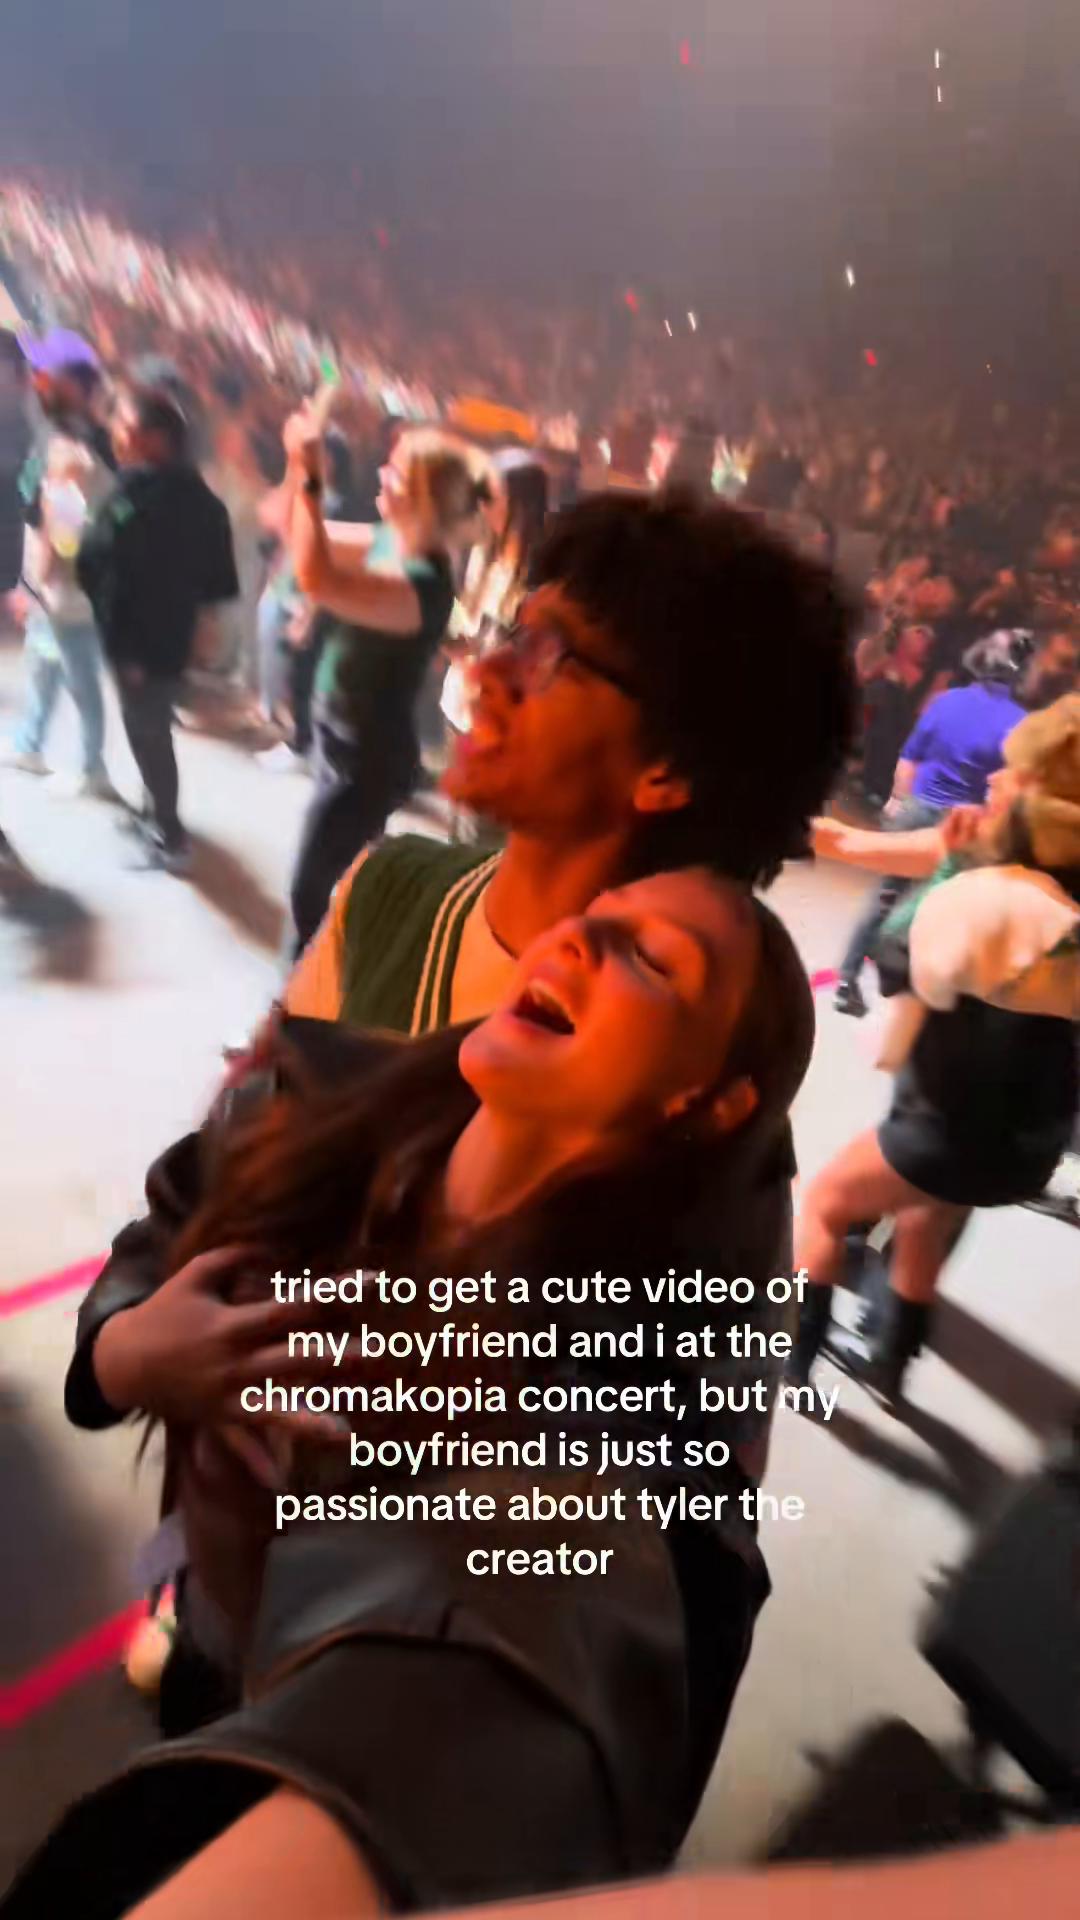 tried to get a cute video of
my boyfriend and i at the
chromakopia concert, but my
boyfriend is just so
passionate about tyler the
creator